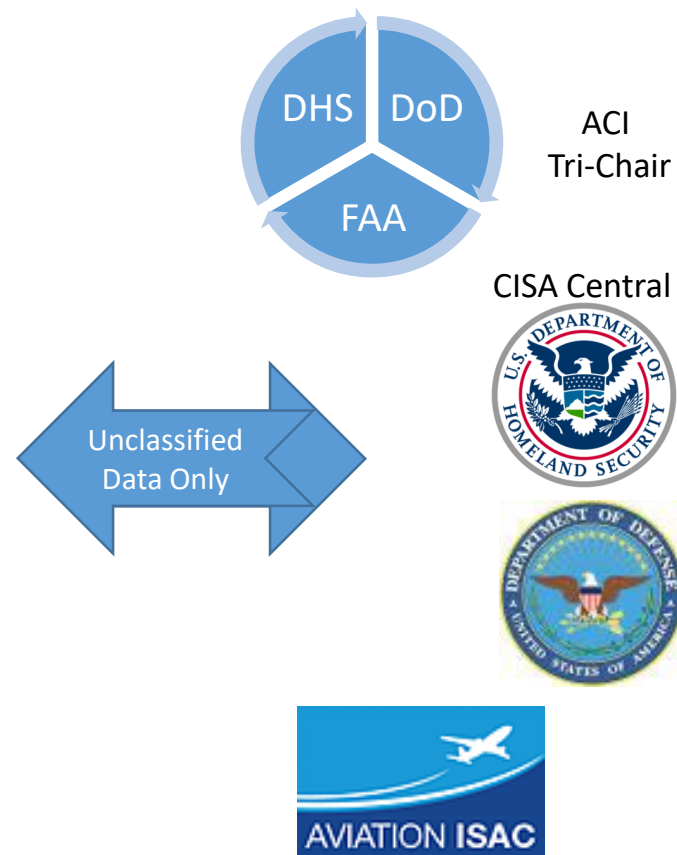 DHS DoD
FAA
ACI
Tri-Chair
CISA Central
U.S. DEPARTMENT OF
HOMELAND SECURITY
Unclassified
Data Only
DEPARTMENT OF DEFENSE
UNITED STATES OF AMERICA
AVIATION ISAC